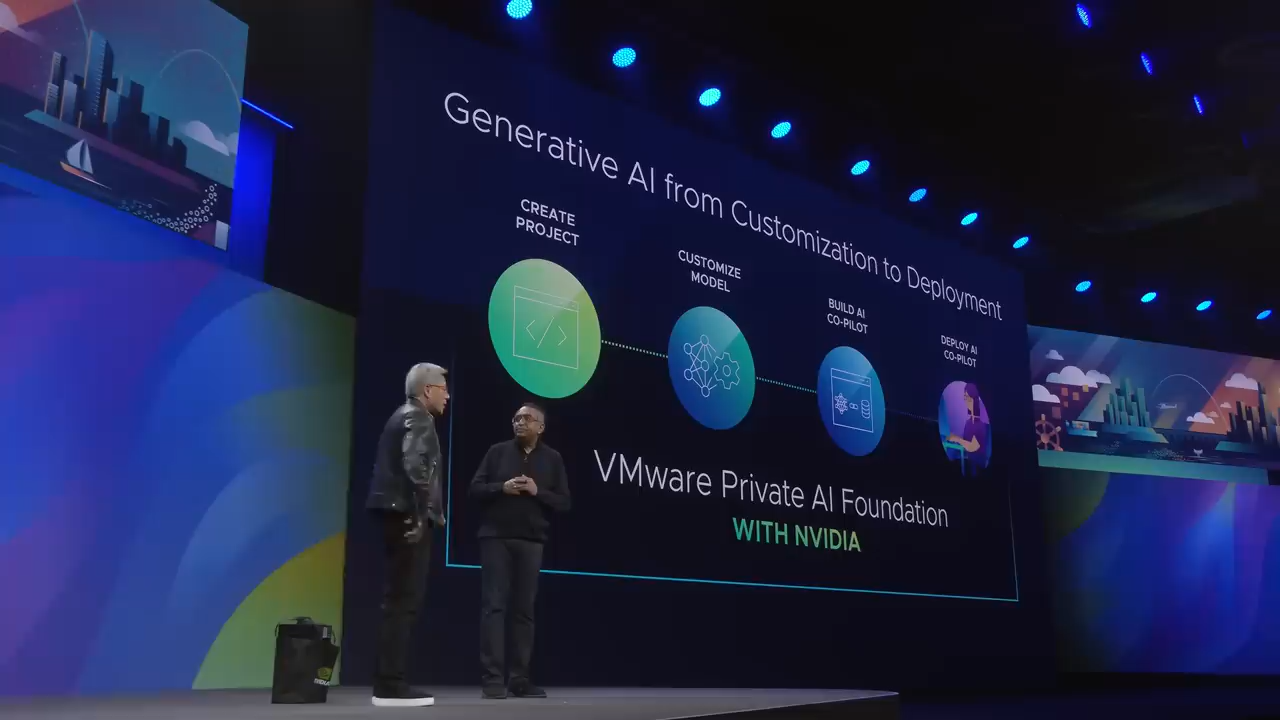 Generative AI from Customization to Deployment
CREATE
PROJECT
CUSTOMIZE
MODEL
BUILD AI
CO-PILOT
DEPLOY AI
CO-PILOT
</>
VMware Private AI Foundation
WITH NVIDIA
NVIDIA